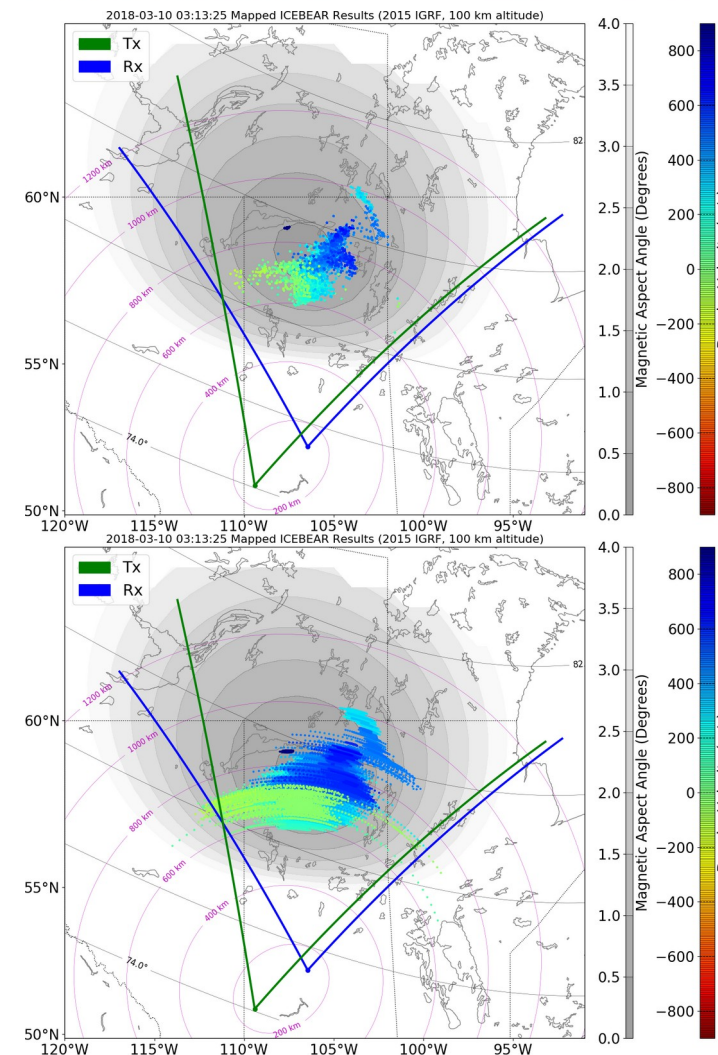 2018-03-10 03:13:25 Mapped ICEBEAR Results (2015 IGRF, 100 km altitude)
Tx
Rx
82
60°N
1200 km
1000 km
800 km
600 km
55°N
400 km
74.0°
200 km
50°N
120°W 115°W 110°W 105°W 100°W 95°W
4.0
3.5
3.0
2.5
2.0
1.5
1.0
0.5
0.0
Magnetic Aspect Angle (Degrees)
800
600
400
200
0
−200
−400
−600
−800
2018-03-10 03:13:25 Mapped ICEBEAR Results (2015 IGRF, 100 km altitude)
Tx
Rx
82
60°N
1200 km
1000 km
800 km
600 km
55°N
400 km
74.0°
200 km
50°N
120°W 115°W 110°W 105°W 100°W 95°W
4.0
3.5
3.0
2.5
2.0
1.5
1.0
0.5
0.0
Magnetic Aspect Angle (Degrees)
800
600
400
200
0
−200
−400
−600
−800